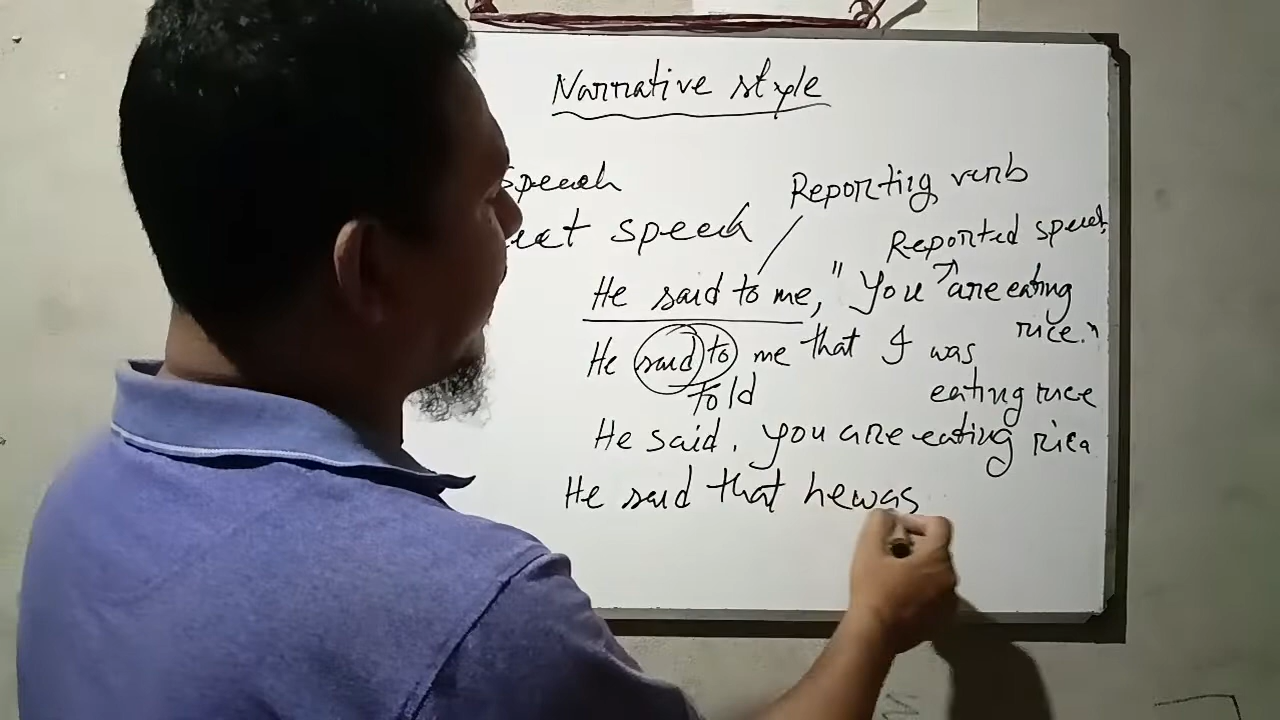 Narrative style
speech
Reporting verb
speech
Reported speech
He said to me, " You are eating
rice."
He said to me that I was
told
eating rice
He said, you are eating rice
He said that he was